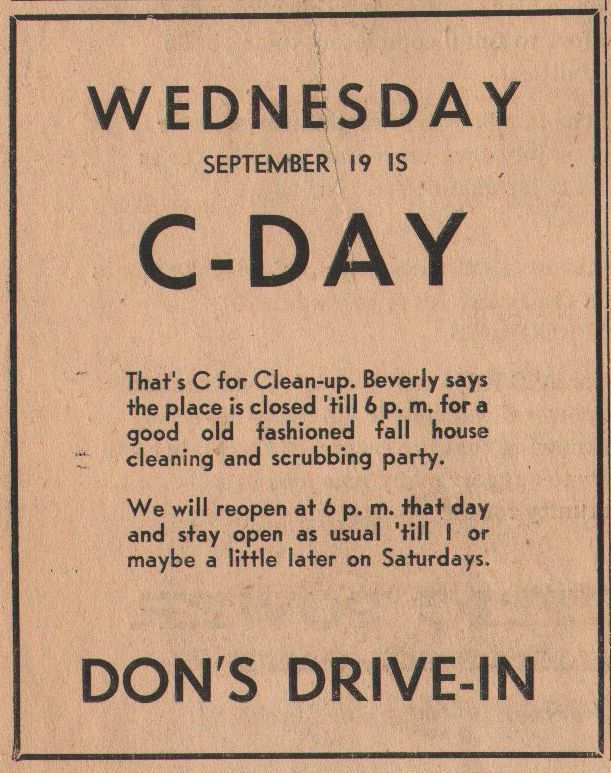 WEDNESDAY
SEPTEMBER 19 IS
C-DAY
That's C for Clean-up. Beverly says
the place is closed 'till 6 p. m. for a
good old fashioned fall house
cleaning and scrubbing party.
We will reopen at 6 p. m. that day
and stay open as usual 'till 1 or
maybe a little later on Saturdays.
DON'S DRIVE-IN